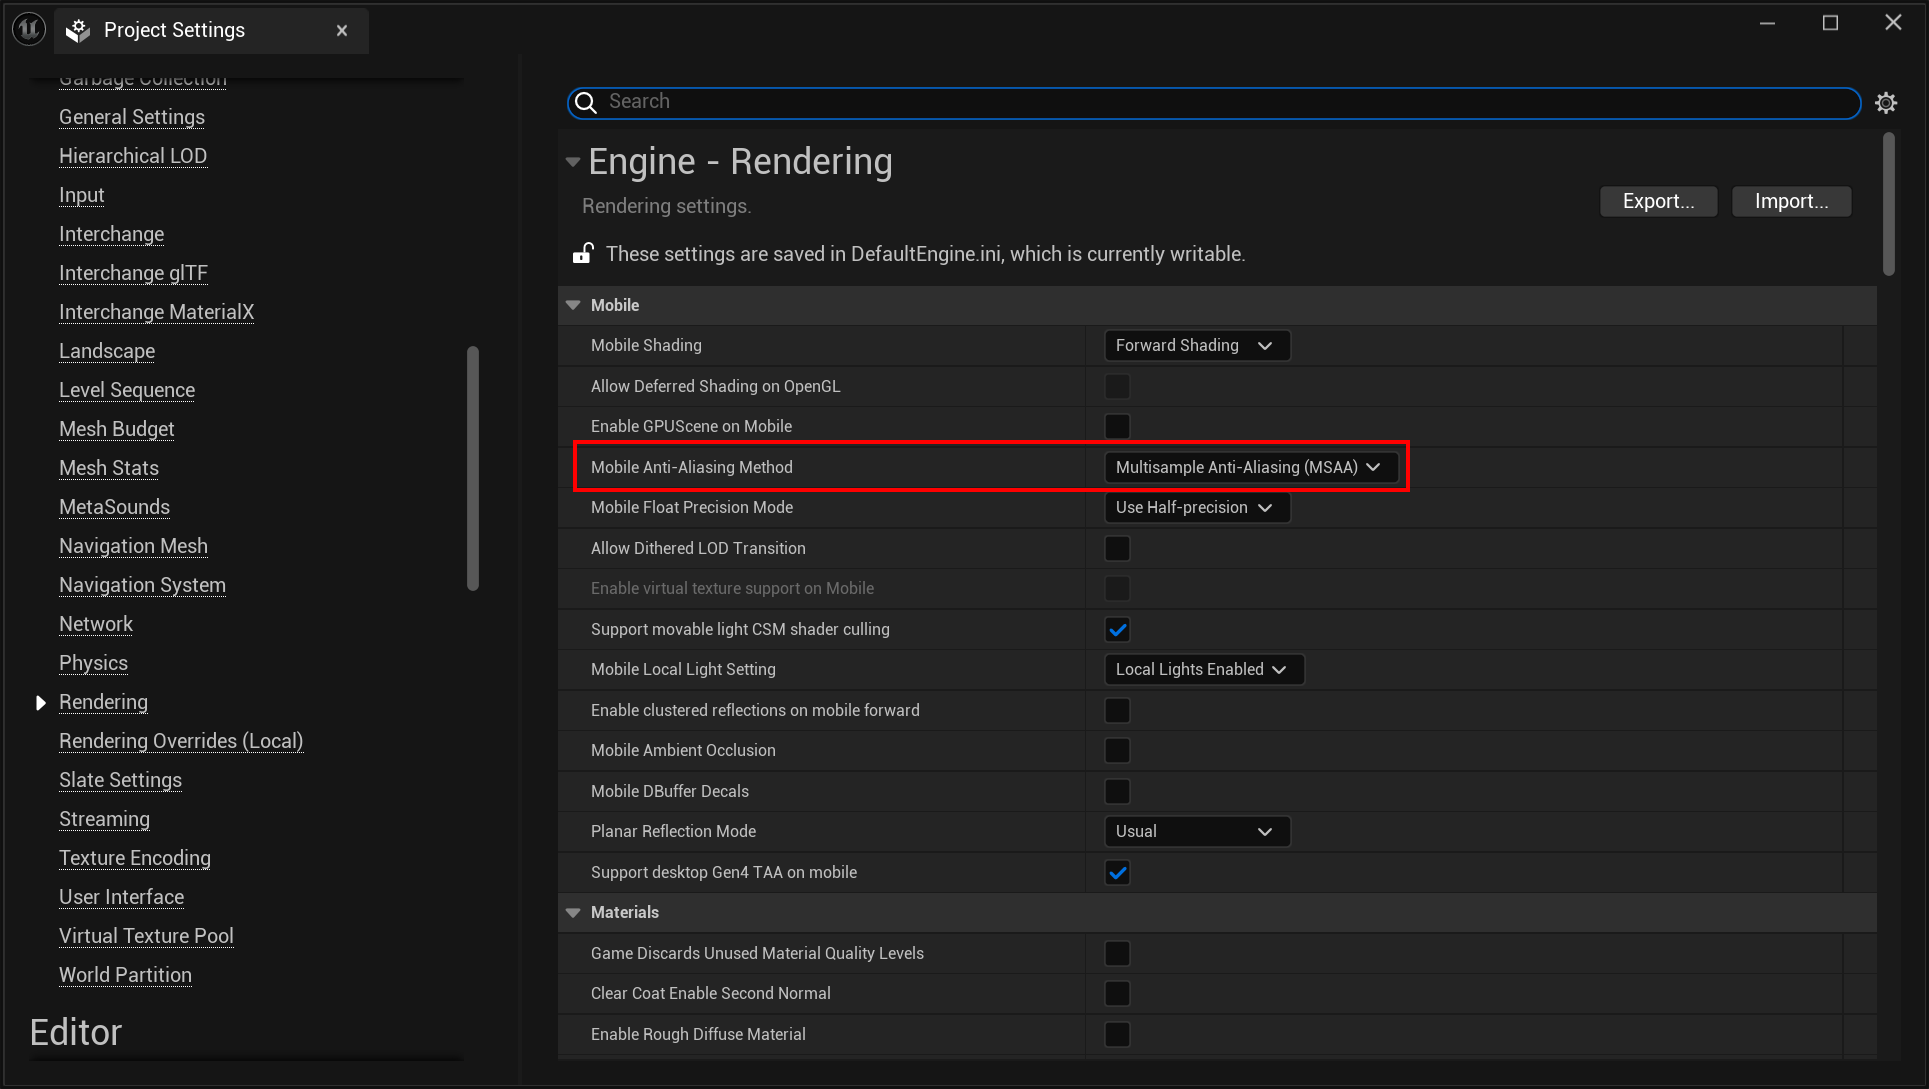 Project Settings
Garbage Collection
General Settings
Hierarchical LOD
Input
Interchange
Interchange glTF
Interchange MaterialX
Landscape
Level Sequence
Mesh Budget
Mesh Stats
MetaSounds
Navigation Mesh
Navigation System
Network
Physics
Rendering
Rendering Overrides (Local)
Slate Settings
Streaming
Texture Encoding
User Interface
Virtual Texture Pool
World Partition
Editor
Search
Engine - Rendering
Rendering settings.
Export... Import...
These settings are saved in DefaultEngine.ini, which is currently writable.
Mobile
Mobile Shading Forward Shading
Allow Deferred Shading on OpenGL
Enable GPUScene on Mobile
Mobile Anti-Aliasing Method Multisample Anti-Aliasing (MSAA)
Mobile Float Precision Mode Use Half-precision
Allow Dithered LOD Transition
Enable virtual texture support on Mobile
Support movable light CSM shader culling
Mobile Local Light Setting Local Lights Enabled
Enable clustered reflections on mobile forward
Mobile Ambient Occlusion
Mobile DBuffer Decals
Planar Reflection Mode Usual
Support desktop Gen4 TAA on mobile
Materials
Game Discards Unused Material Quality Levels
Clear Coat Enable Second Normal
Enable Rough Diffuse Material